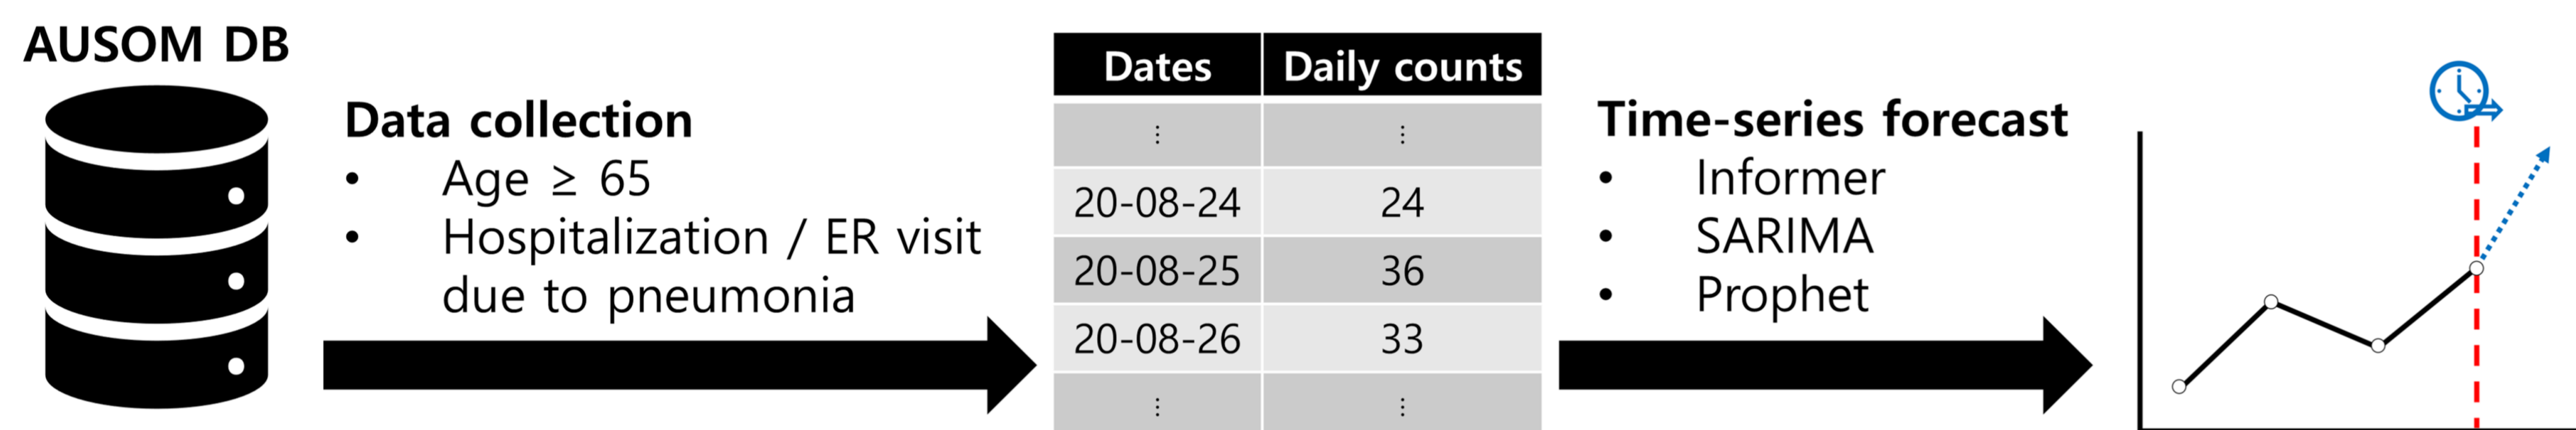 AUSOM DB
Data collection
• Age ≥ 65
• Hospitalization / ER visit
due to pneumonia
Dates Daily counts
⋮ ⋮
20-08-24 24
20-08-25 36
20-08-26 33
⋮ ⋮
Time-series forecast
• Informer
• SARIMA
• Prophet